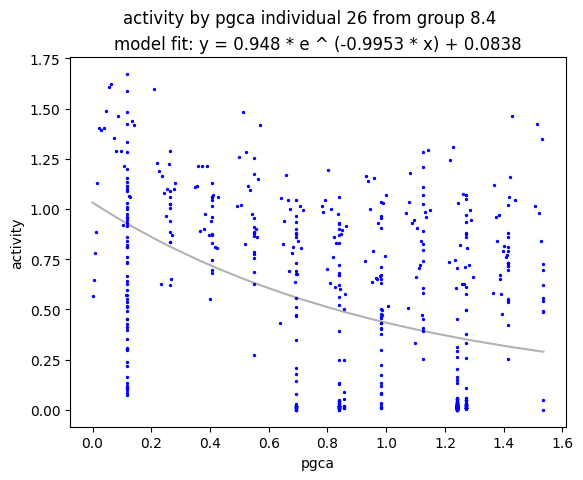 activity by pgca individual 26 from group 8.4
model fit: y = 0.948 * e ^ (-0.9953 * x) + 0.0838
1.75
1.50
1.25
1.00
0.75
0.50
0.25
0.00
activity
0.0 0.2 0.4 0.6 0.8 1.0 1.2 1.4 1.6
pgca